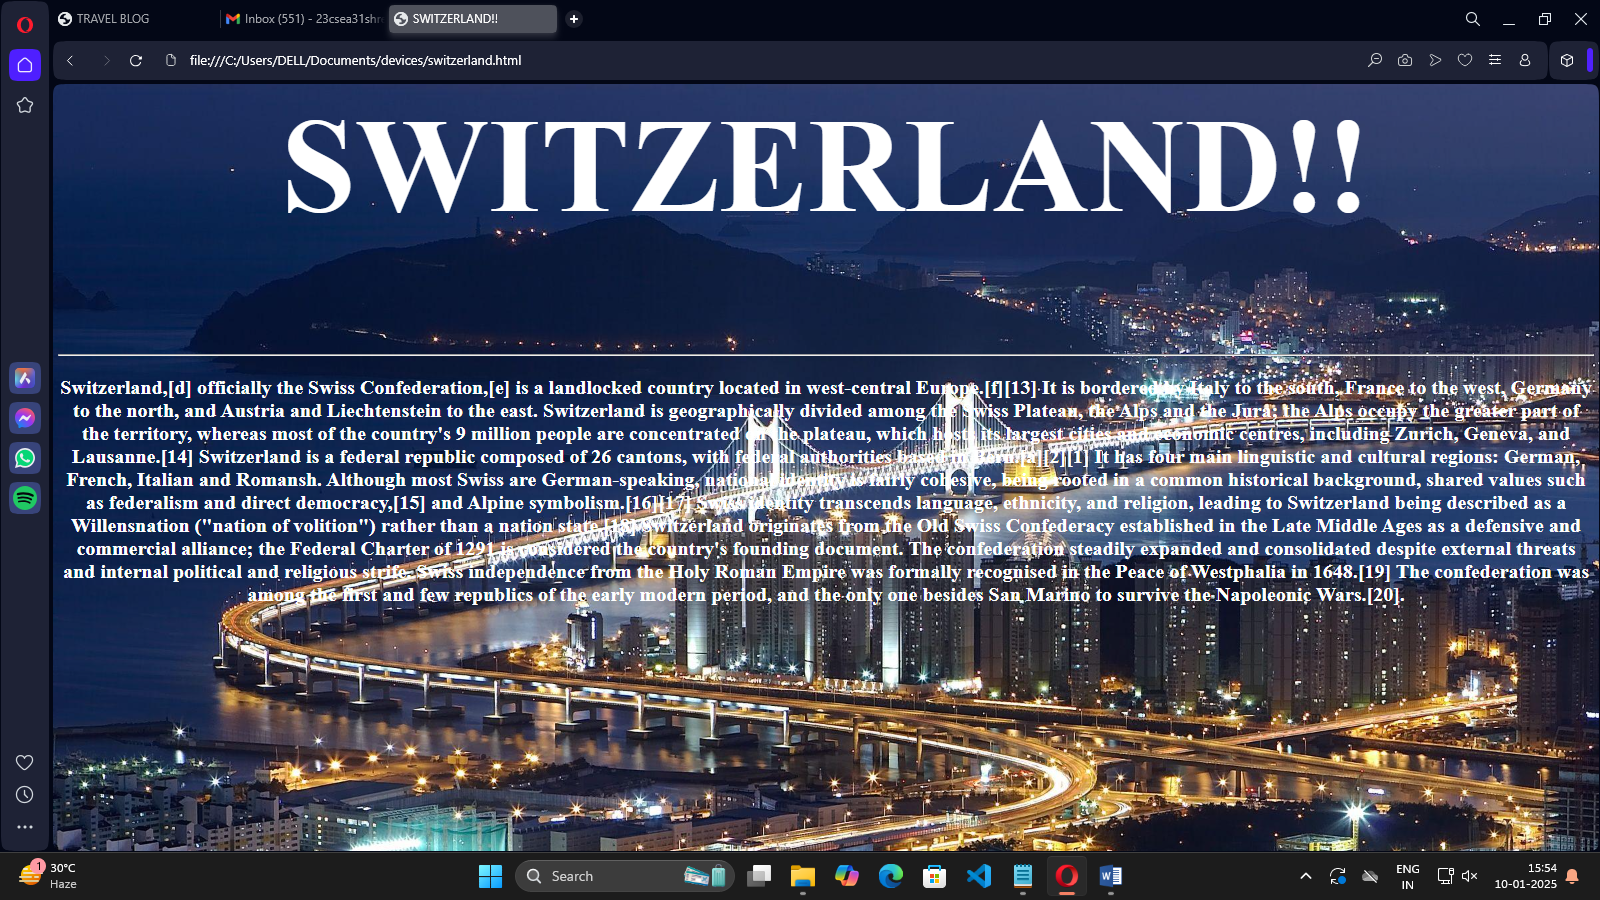 TRAVEL BLOG
Inbox (551) - 23csea31shr
SWITZERLAND!!
file:///C:/Users/DELL/Documents/devices/switzerland.html
SWITZERLAND!!
Switzerland,[d] officially the Swiss Confederation,[e] is a landlocked country located in west-central Europe.[f][13] It is bordered by Italy to the south, France to the west, Germany
to the north, and Austria and Liechtenstein to the east. Switzerland is geographically divided among the Swiss Plateau, the Alps and the Jura; the Alps occupy the greater part of
the territory, whereas most of the country's 9 million people are concentrated on the plateau, which hosts its largest cities and economic centres, including Zurich, Geneva, and
Lausanne.[14] Switzerland is a federal republic composed of 26 cantons, with federal authorities based in [2][1] It has four main linguistic and cultural regions: German,
French, Italian and Romansh. Although most Swiss are German-speaking, national identity is fairly cohesive, being rooted in a common historical background, shared values such
as federalism and direct democracy,[15] and Alpine symbolism.[16][17] Swiss identity transcends language, ethnicity, and religion, leading to Switzerland being described as a
Willensnation ("nation of volition") rather than a nation state.[18] Switzerland originates from the Old Swiss Confederacy established in the Late Middle Ages as a defensive and
commercial alliance; the Federal Charter of 1291 is considered the country's founding document. The confederation steadily expanded and consolidated despite external threats
and internal political and religious strife. Swiss independence from the Holy Roman Empire was formally recognised in the Peace of Westphalia in 1648.[19] The confederation was
among the first and few republics of the early modern period, and the only one besides San Marino to survive the Napoleonic Wars.[20].
1
30°C
Haze
Search
ENG
IN
15:54
10-01-2025